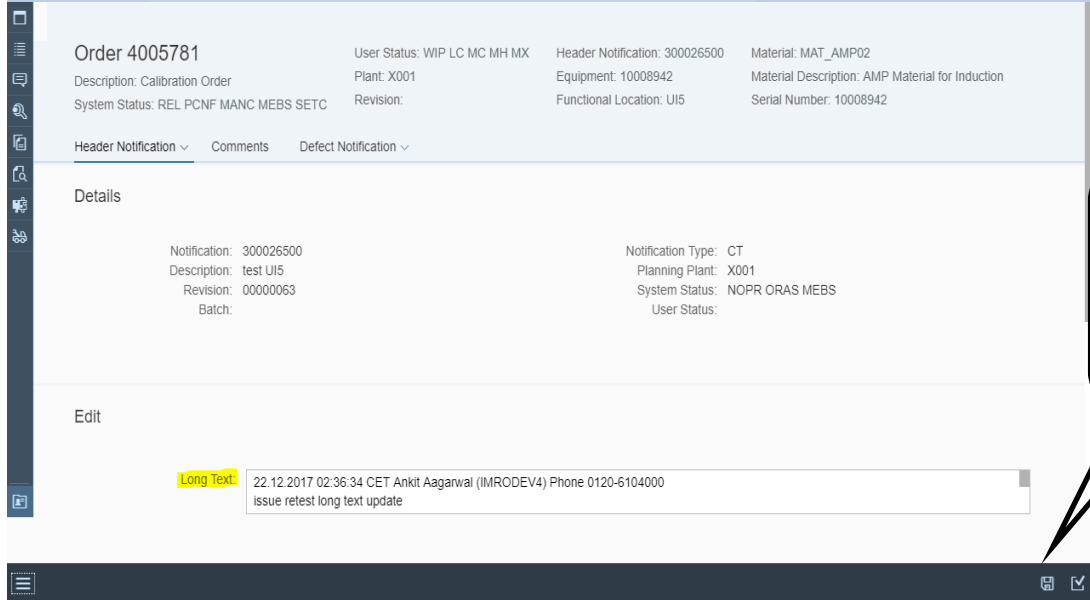 Order 4005781
Description: Calibration Order
System Status: REL PCNF MANC MEBS SETC
User Status: WIP LC MC MH MX
Plant: X001
Revision:
Header Notification: 300026500
Equipment: 10008942
Functional Location: UI5
Material: MAT_AMP02
Material Description: AMP Material for Induction
Serial Number: 10008942
Header Notification Comments Defect Notification
Details
Notification: 300026500
Description: test UI5
Revision: 00000063
Batch:
Notification Type: CT
Planning Plant: X001
System Status: NOPR ORAS MEBS
User Status:
Edit
Long Text: 22.12.2017 02:36:34 CET Ankit Aagarwal (IMRODEV4) Phone 0120-6104000
issue retest long text update